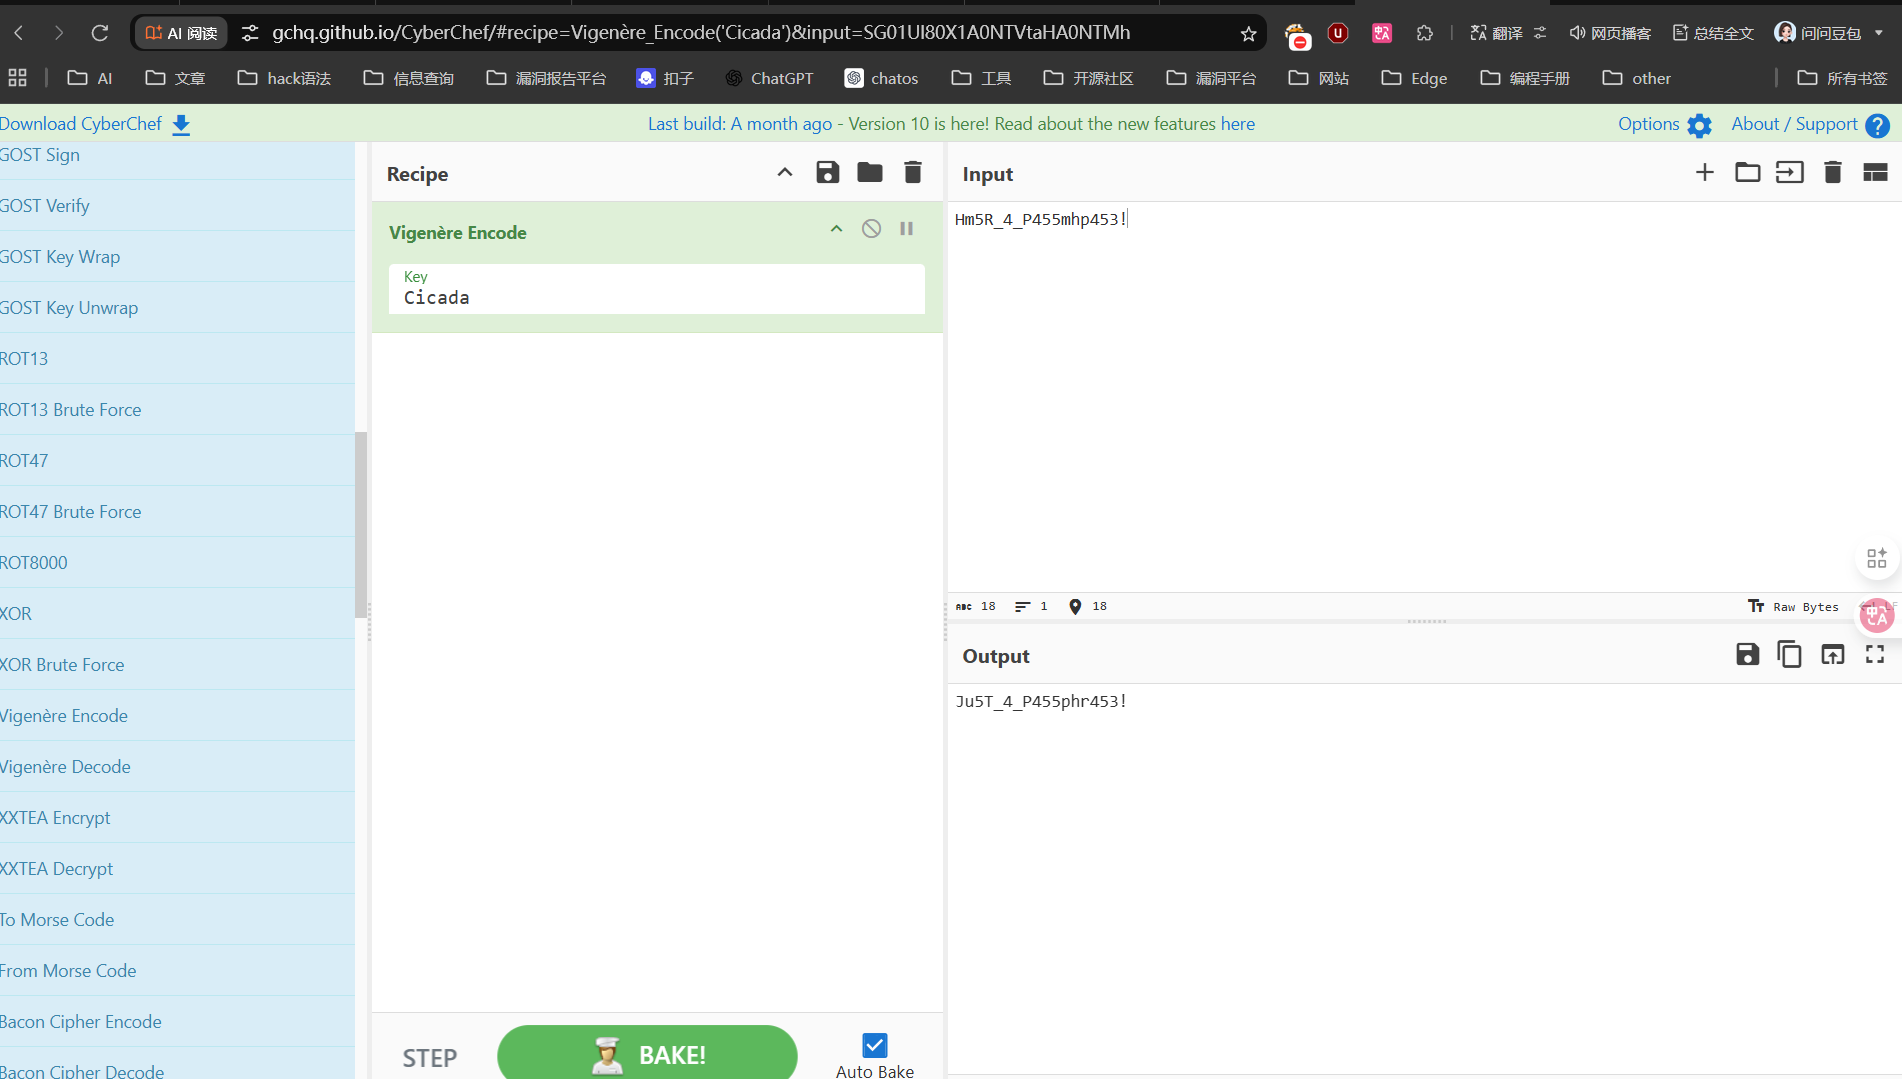 AI 阅读
gchq.github.io/CyberChef/#recipe=Vigenère_Encode('Cicada')&input=SG01Ul80X1A0NTVtaHA0NTMh
翻译
网页播客
总结全文
问问豆包
AI
文章
hack语法
信息查询
漏洞报告平台
扣子
ChatGPT
chatos
工具
开源社区
漏洞平台
网站
Edge
编程手册
other
所有书签
Download CyberChef
Last build: A month ago - Version 10 is here! Read about the new features here
Options
About / Support
GOST Sign
GOST Verify
GOST Key Wrap
GOST Key Unwrap
ROT13
ROT13 Brute Force
ROT47
ROT47 Brute Force
ROT8000
XOR
XOR Brute Force
Vigenère Encode
Vigenère Decode
XXTEA Encrypt
XXTEA Decrypt
To Morse Code
From Morse Code
Bacon Cipher Encode
Bacon Cipher Decode
Recipe
Vigenère Encode
Key
Cicada
STEP
BAKE!
Auto Bake
Input
Hm5R_4_P455mhp453!
ABC 18
1
18
Raw Bytes
Output
Ju5T_4_P455phr453!